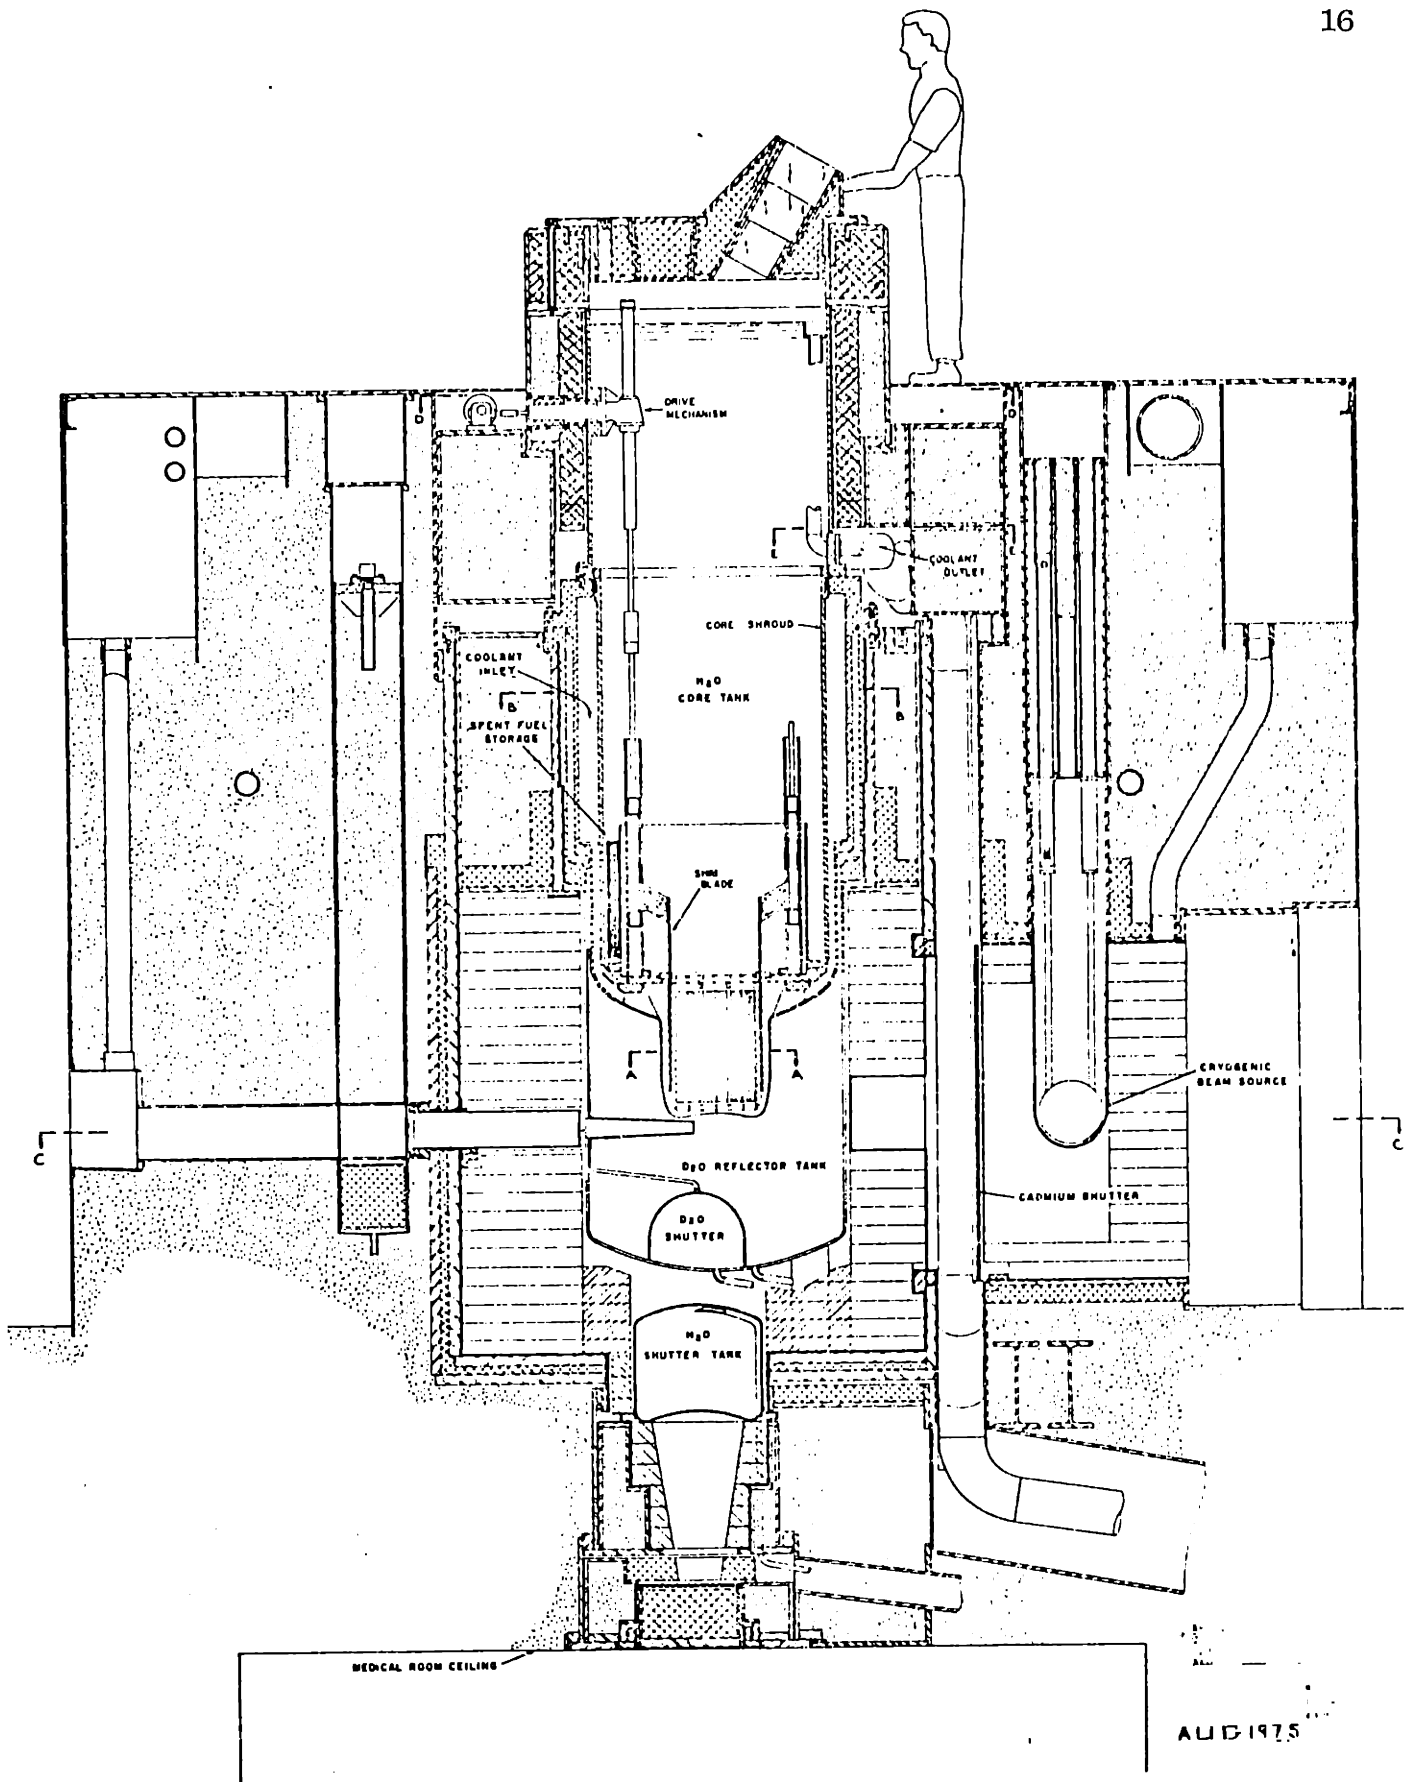 16
DRIVE
MECHANISM
COOLANT
OUTLET
CORE SHROUD
COOLANT
INLET
H2O
CORE TANK
B
B
SPENT FUEL
STORAGE
BLADE
A
A
CRYOGENIC
BEAM SOURCE
C
C
D2O REFLECTOR TANK
CADMIUM SHUTTER
D2O
SHUTTER
H2O
SHUTTER TANK
MEDICAL ROOM CEILING
AUG 1975